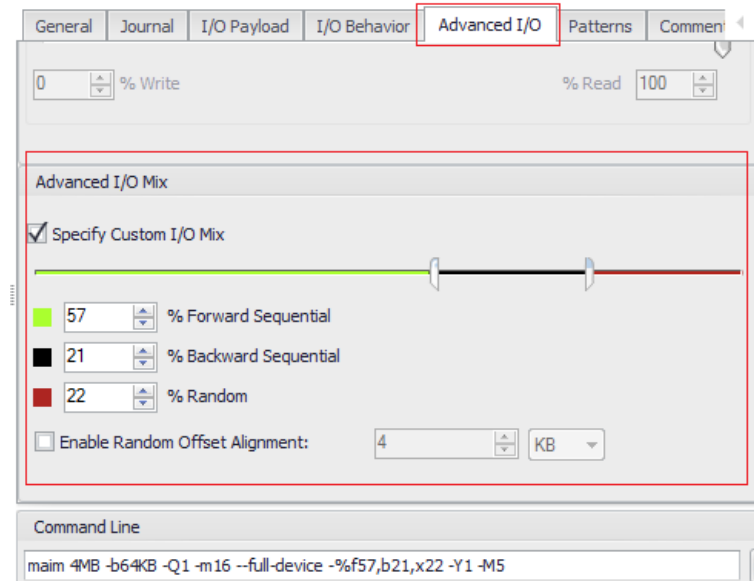 General Journal I/O Payload I/O Behavior Advanced I/O Patterns Commen
0 % Write % Read 100
Advanced I/O Mix
Specify Custom I/O Mix
57 % Forward Sequential
21 % Backward Sequential
22 % Random
Enable Random Offset Alignment: 4 KB
Command Line
maim 4MB -b64KB -Q1 -m16 --full-device -%f57,b21,x22 -Y1 -M5